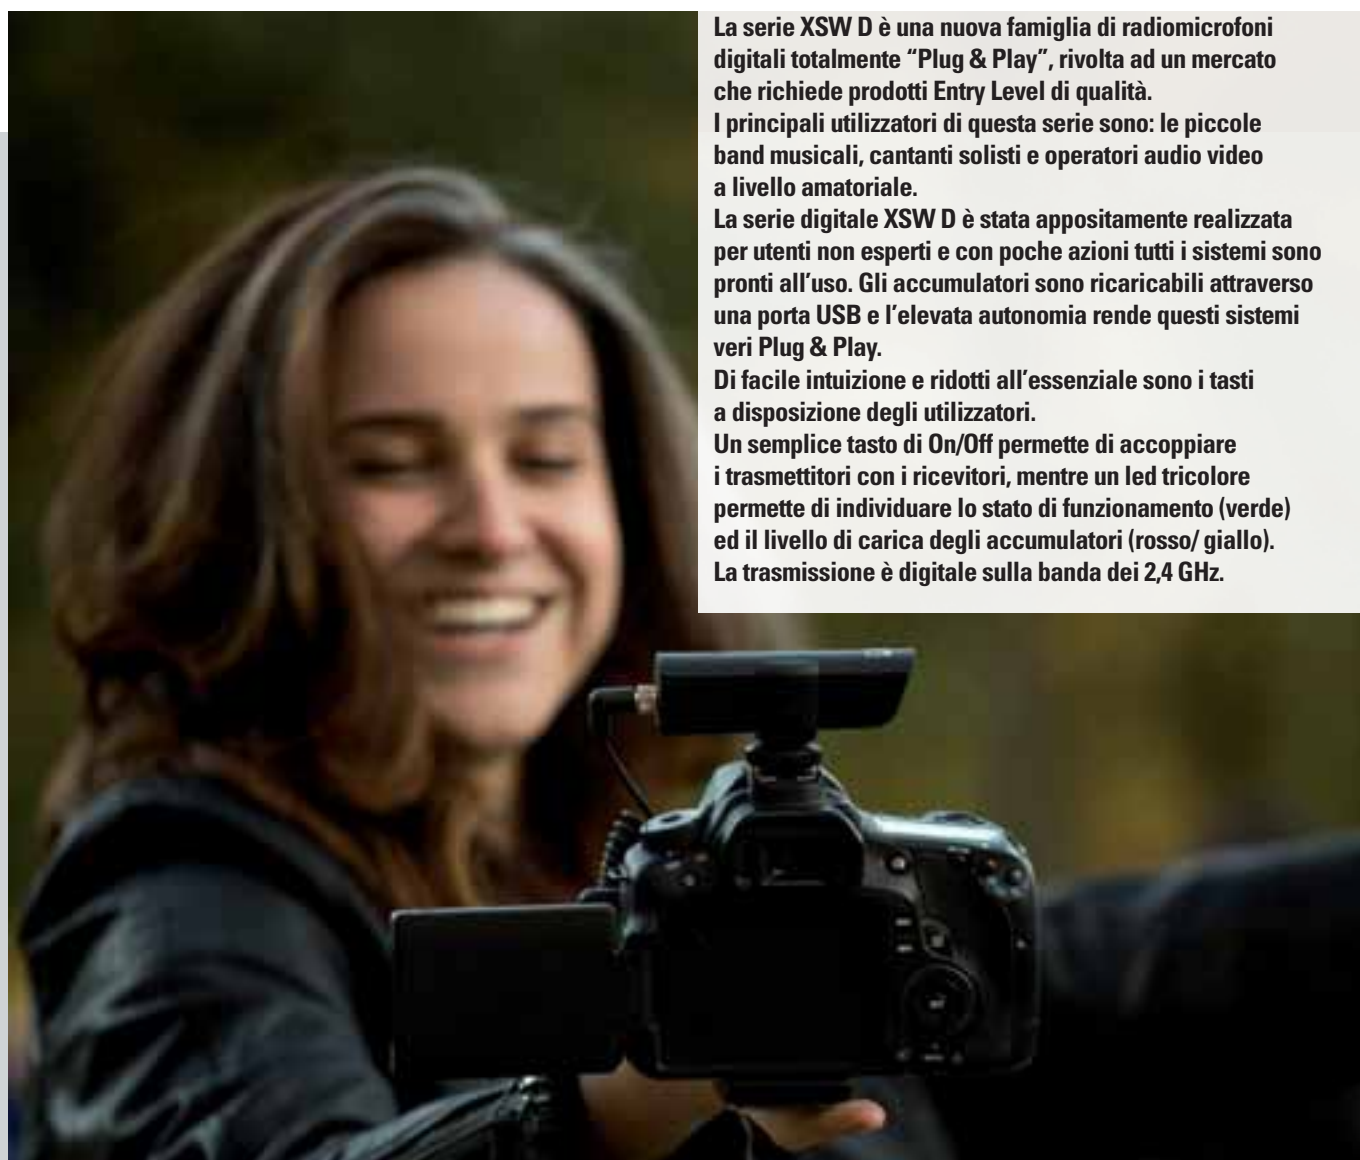 La serie XSW D è una nuova famiglia di radiomicrofoni
digitali totalmente “Plug & Play”, rivolta ad un mercato
che richiede prodotti Entry Level di qualità.
I principali utilizzatori di questa serie sono: le piccole
band musicali, cantanti solisti e operatori audio video
a livello amatoriale.
La serie digitale XSW D è stata appositamente realizzata
per utenti non esperti e con poche azioni tutti i sistemi sono
pronti all’uso. Gli accumulatori sono ricaricabili attraverso
una porta USB e l’elevata autonomia rende questi sistemi
veri Plug & Play.
Di facile intuizione e ridotti all’essenziale sono i tasti
a disposizione degli utilizzatori.
Un semplice tasto di On/Off permette di accoppiare
i trasmettitori con i ricevitori, mentre un led tricolore
permette di individuare lo stato di funzionamento (verde)
ed il livello di carica degli accumulatori (rosso/ giallo).
La trasmissione è digitale sulla banda dei 2,4 GHz.